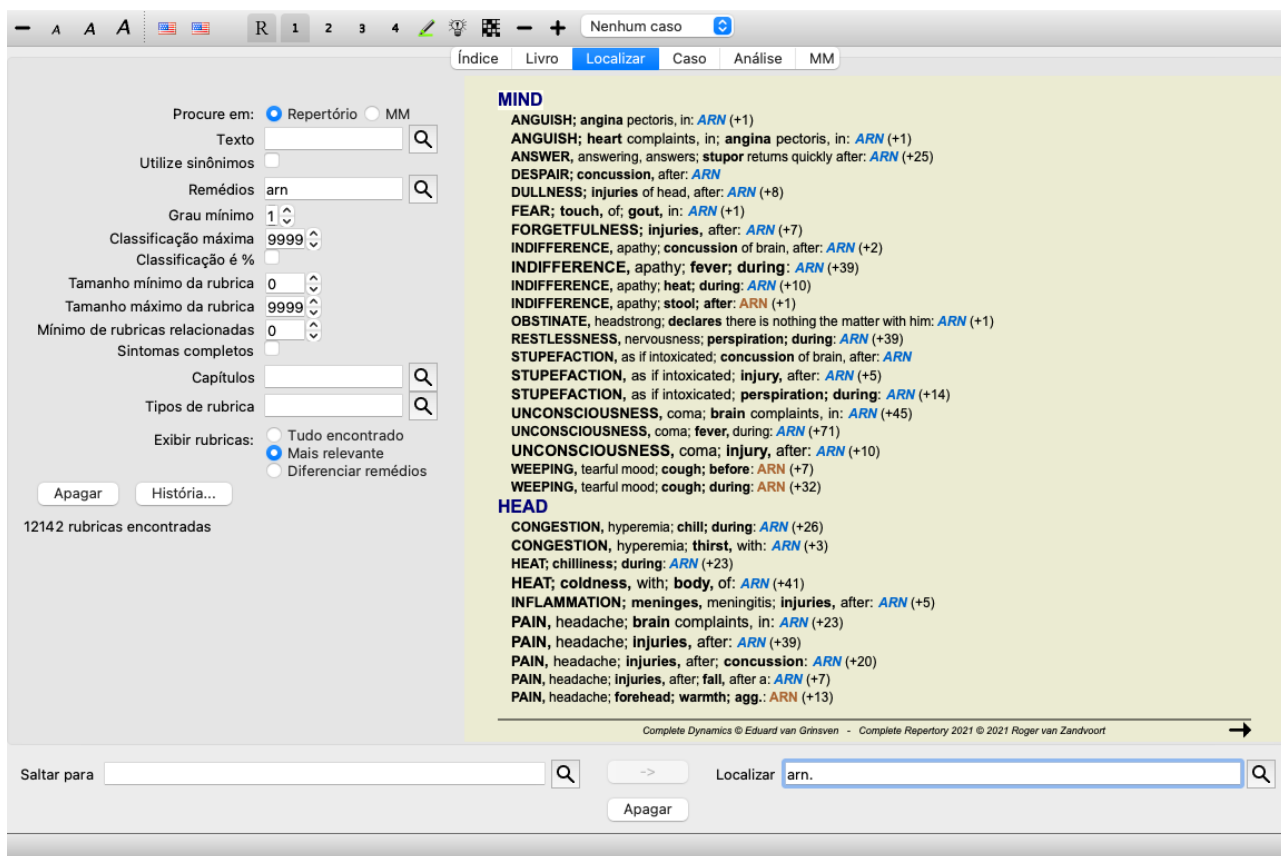 A A A R 1 2 3 4 Nenhum caso
Índice Livro Localizar Caso Análise MM
Procure em: Repertório MM
Texto
Utilize sinônimos
Remédios arn
Grau mínimo 1
Classificação máxima 9999
Classificação é %
Tamanho mínimo da rubrica 0
Tamanho máximo da rubrica 9999
Mínimo de rubricas relacionadas 0
Sintomas completos
Capítulos
Tipos de rubrica
Exibir rubricas: Tudo encontrado
Mais relevante
Diferenciar remédios
Apagar História...
12142 rubricas encontradas
MIND
ANGUISH; angina pectoris, in: ARN (+1)
ANGUISH; heart complaints, in; angina pectoris, in: ARN (+1)
ANSWER, answering, answers; stupor returns quickly after: ARN (+25)
DESPAIR; concussion, after: ARN
DULLNESS; injuries of head, after: ARN (+8)
FEAR; touch, of; gout, in: ARN (+1)
FORGETFULNESS; injuries, after: ARN (+7)
INDIFFERENCE, apathy; concussion of brain, after: ARN (+2)
INDIFFERENCE, apathy; fever; during: ARN (+39)
INDIFFERENCE, apathy; heat; during: ARN (+10)
INDIFFERENCE, apathy; stool; after: ARN (+1)
OBSTINATE, headstrong; declares there is nothing the matter with him: ARN (+1)
RESTLESSNESS, nervousness; perspiration; during: ARN (+39)
STUPEFACTION, as if intoxicated; concussion of brain, after: ARN
STUPEFACTION, as if intoxicated; injury, after: ARN (+5)
STUPEFACTION, as if intoxicated; perspiration; during: ARN (+14)
UNCONSCIOUSNESS, coma; brain complaints, in: ARN (+45)
UNCONSCIOUSNESS, coma; fever, during: ARN (+71)
UNCONSCIOUSNESS, coma; injury, after: ARN (+10)
WEEPING, tearful mood; cough; before: ARN (+7)
WEEPING, tearful mood; cough; during: ARN (+32)
HEAD
CONGESTION, hyperemia; chill; during: ARN (+26)
CONGESTION, hyperemia; thirst, with: ARN (+3)
HEAT; chilliness; during: ARN (+23)
HEAT; coldness, with; body, of: ARN (+41)
INFLAMMATION; meninges, meningitis; injuries, after: ARN (+5)
PAIN, headache; brain complaints, in: ARN (+23)
PAIN, headache; injuries, after: ARN (+39)
PAIN, headache; injuries, after; concussion: ARN (+20)
PAIN, headache; injuries, after; fall, after a: ARN (+7)
PAIN, headache; forehead; warmth; agg.: ARN (+13)
Complete Dynamics © Eduard van Grinsven - Complete Repertory 2021 © 2021 Roger van Zandvoort
Saltar para -> Localizar arn.
Apagar